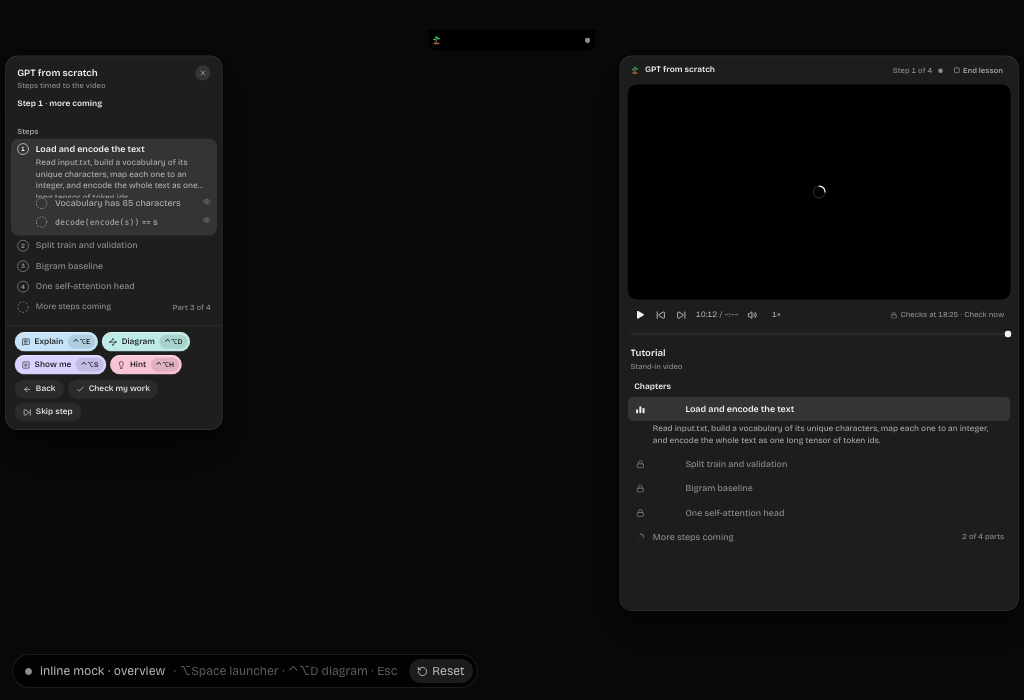 GPT from scratch
Steps timed to the video
Step 1 · more coming
Steps
1 Load and encode the text
Read input.txt, build a vocabulary of its
unique characters, map each one to an
integer, and encode the whole text as one...
long tensor of token ids.
Vocabulary has 65 characters
decode(encode(s)) == s
2 Split train and validation
3 Bigram baseline
4 One self-attention head
More steps coming Part 3 of 4
Explain ^⌥E Diagram ^⌥D
Show me ^⌥S Hint ^⌥H
Back Check my work
Skip step
GPT from scratch Step 1 of 4 End lesson
10:12 / --:-- 1× Checks at 18:25 · Check now
Tutorial
Stand-in video
Chapters
Load and encode the text
Read input.txt, build a vocabulary of its unique characters, map each one to an integer,
and encode the whole text as one long tensor of token ids.
Split train and validation
Bigram baseline
One self-attention head
More steps coming 2 of 4 parts
inline mock · overview · ⌥Space launcher · ^⌥D diagram · Esc Reset